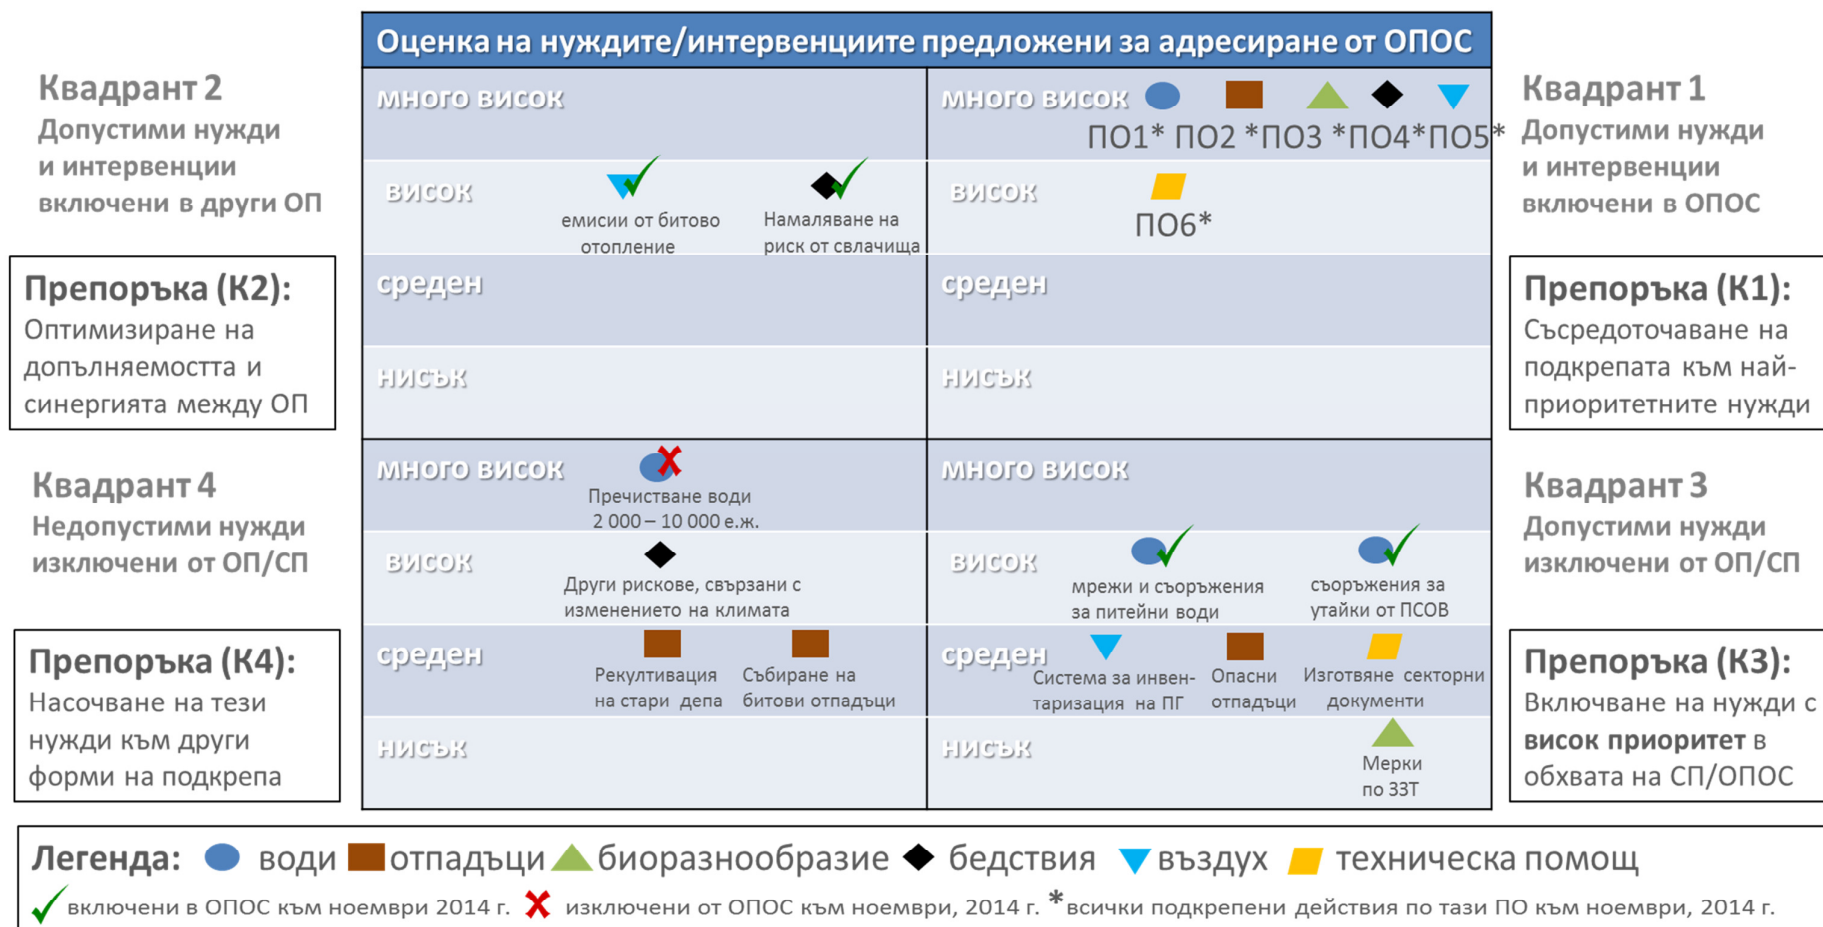 Оценка на нуждите/интервенциите предложени за адресиране от ОПОС
Квадрант 2
Допустими нужди
и интервенции
включени в други ОП
Препоръка (К2):
Оптимизиране на
допълняемостта и
синергията между ОП
много висок
висок
емисии от битово
отопление
Намаляване на
риск от свлачища
среден
нисък
много висок
ПО1* ПО2 *ПО3 *ПО4*ПО5*
висок
ПО6*
среден
нисък
Квадрант 1
Допустими нужди
и интервенции
включени в ОПОС
Препоръка (К1):
Съсредоточаване на
подкрепата към най-
приоритетните нужди
Квадрант 4
Недопустими нужди
изключени от ОП/СП
Препоръка (К4):
Насочване на тези
нужди към други
форми на подкрепа
много висок
Пречистване води
2 000 – 10 000 е.ж.
висок
Други рискове, свързани с
изменението на климата
среден
Рекултивация
на стари депа
Събиране на
битови отпадъци
нисък
много висок
висок
мрежи и съоръжения
за питейни води
съоръжения за
утайки от ПСОВ
среден
Система за инвен-
таризация на ПГ
Опасни
отпадъци
Изготвяне секторни
документи
нисък
Мерки
по ЗЗТ
Квадрант 3
Допустими нужди
изключени от ОП/СП
Препоръка (К3):
Включване на нужди с
висок приоритет в
обхвата на СП/ОПОС
Легенда: води отпадъци биоразнообразие бедствия въздух техническа помощ
включени в ОПОС към ноември 2014 г. изключени от ОПОС към ноември, 2014 г. *всички подкрепени действия по тази ПО към ноември, 2014 г.